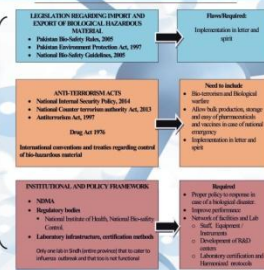 LEGISLATION REGARDING IMPORT AND
EXPORT OF BIOLOGICAL HAZARDOUS
MATERIAL
• Pakistan Bio-Safety Rules, 2005
• Pakistan Environment Protection Act, 1997
• National Bio-Safety Guidelines, 2005
Flaws/Required:
Implementation in letter and
spirit
ANTI-TERRORISM ACTS
• National Internal Security Policy, 2014
• National Counter terrorism authority Act, 2013
• Antiterrorism Act, 1997
Drug Act 1976
International conventions and treaties regarding control
of bio-hazardous material
Need to include
• Bio-terrorism and Biological
warfare
• Allow bulk production, storage
and easy of pharmaceuticals
and vaccines in case of national
emergency
• Implementation in letter and
spirit
INSTITUTIONAL AND POLICY FRAMEWORK
• NDMA
• Regulatory bodies
• National Institute of Health, National Bio-safety
Control.
• Laboratory infrastructure, certification methods
Only one lab in Sindh (entire province) that to cater to
influenza outbreak and that too is not functional
Required
• Proper policy to response in
case of a biological disaster.
• Improve performance
• Network of facilities and Lab
o Staff, Equipment /
Instruments
o Development of R&D
centers
o Laboratory certification and
Harmonized protocols